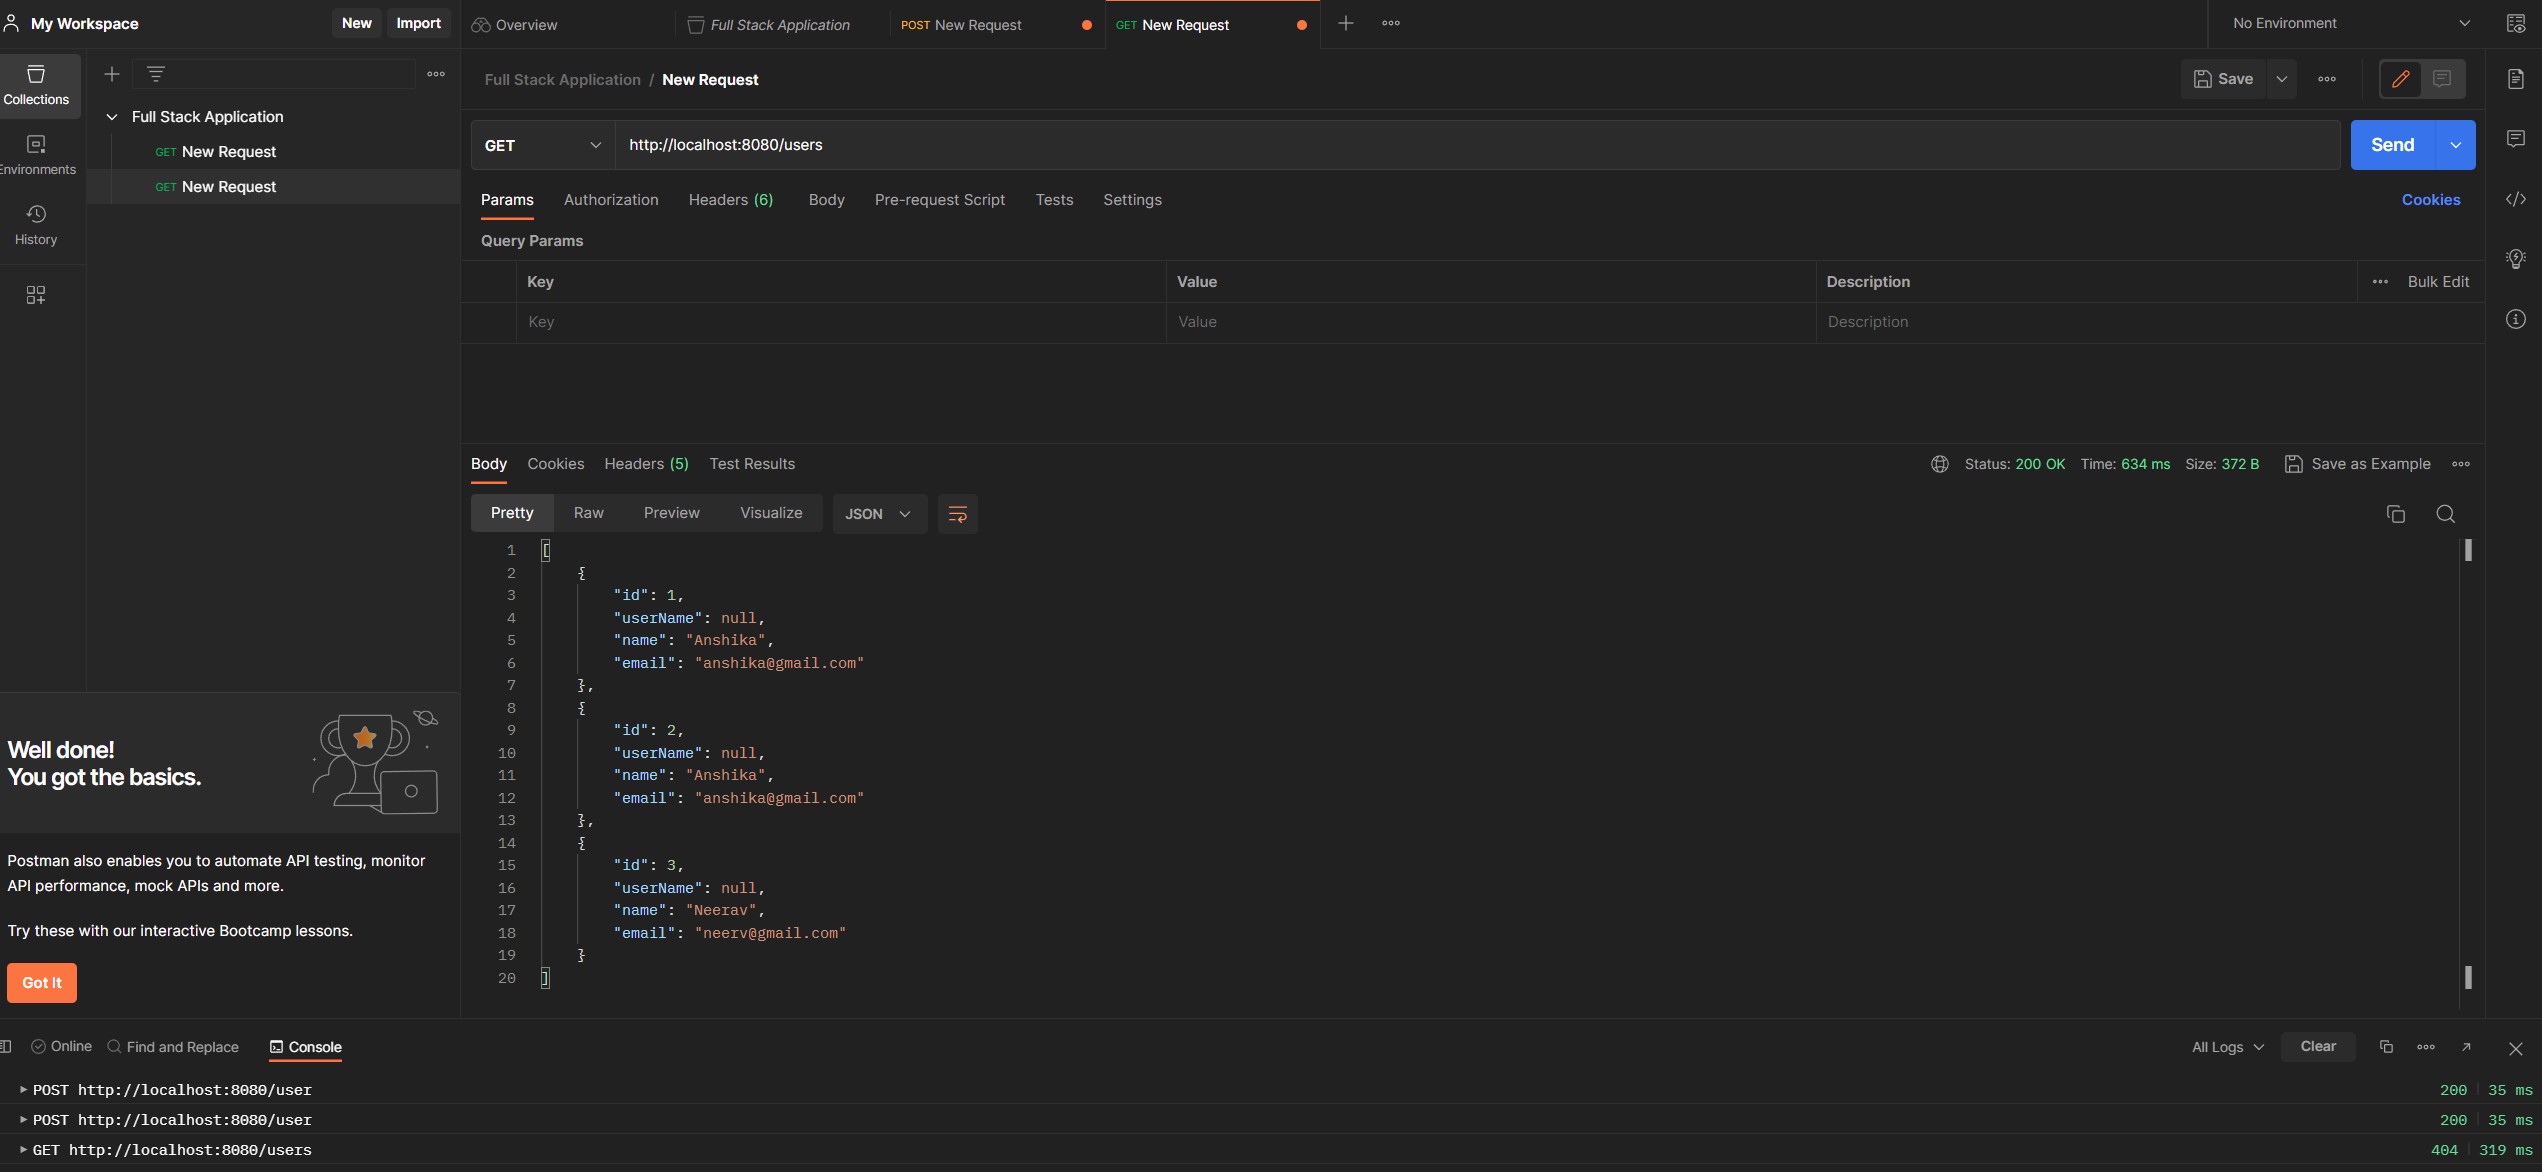 My Workspace
New
Import
Overview
Full Stack Application
POST New Request
GET New Request
No Environment
Collections
Environments
History
Full Stack Application
GET New Request
GET New Request
Full Stack Application / New Request
Save
GET
http://localhost:8080/users
Send
Params
Authorization
Headers (6)
Body
Pre-request Script
Tests
Settings
Cookies
Query Params
Key
Value
Description
Bulk Edit
Key
Value
Description
Body
Cookies
Headers (5)
Test Results
Status: 200 OK
Time: 634 ms
Size: 372 B
Save as Example
Pretty
Raw
Preview
Visualize
JSON
1 [
2 {
3 "id": 1,
4 "userName": null,
5 "name": "Anshika",
6 "email": "anshika@gmail.com"
7 },
8 {
9 "id": 2,
10 "userName": null,
11 "name": "Anshika",
12 "email": "anshika@gmail.com"
13 },
14 {
15 "id": 3,
16 "userName": null,
17 "name": "Neerav",
18 "email": "neerv@gmail.com"
19 }
20 ]
Well done!
You got the basics.
Postman also enables you to automate API testing, monitor
API performance, mock APIs and more.
Try these with our interactive Bootcamp lessons.
Got It
Online
Find and Replace
Console
All Logs
Clear
POST http://localhost:8080/user 200 35 ms
POST http://localhost:8080/user 200 35 ms
GET http://localhost:8080/users 404 319 ms